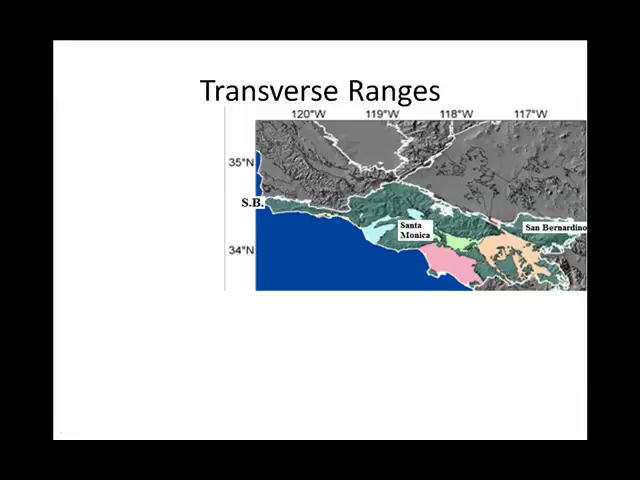 Transverse Ranges
120°W 119°W 118°W 117°W
35°N
S.B.
Santa
Monica
San Bernardino
34°N